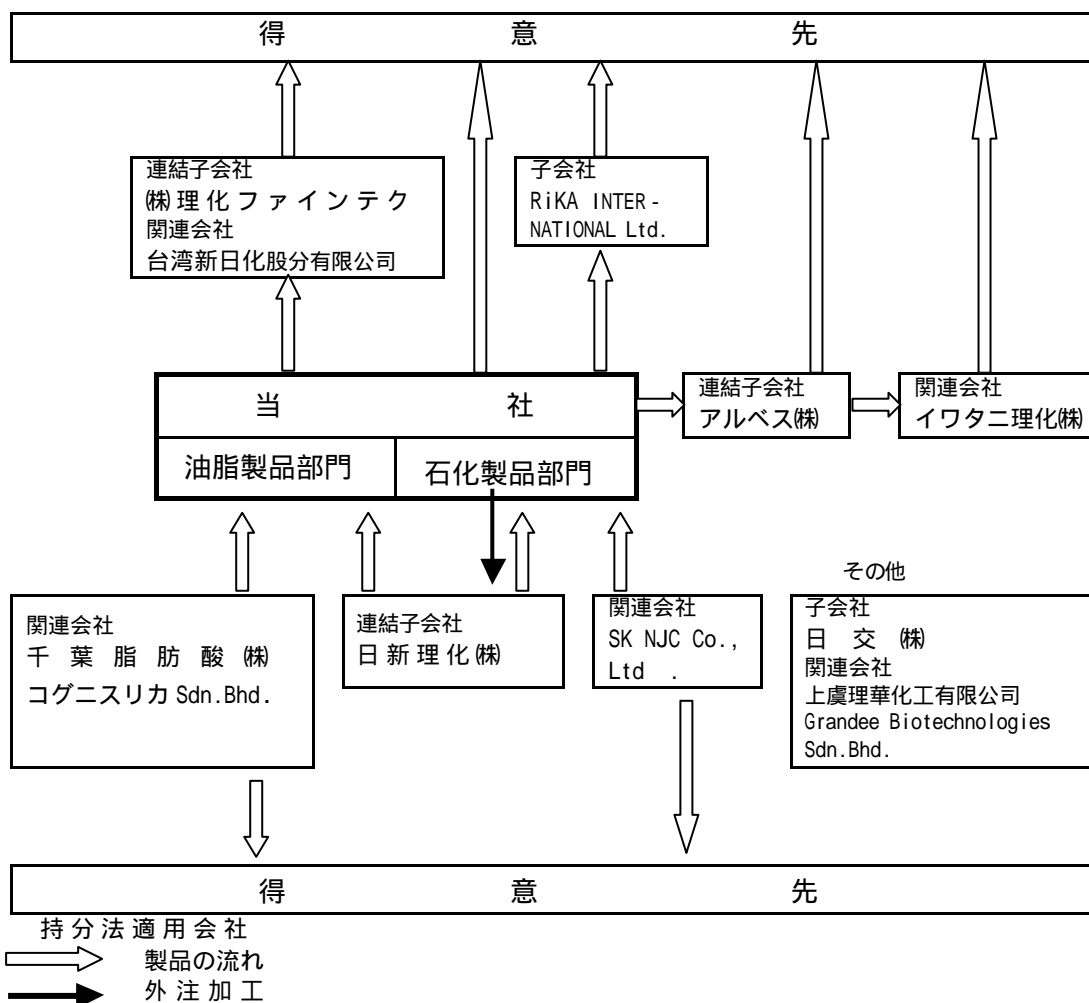 得意先
連結子会社
㈱理化ファインテク
関連会社
台湾新日化股分有限公司
子会社
RiKA INTER-
NATIONAL Ltd.
当社
油脂製品部門
石化製品部門
連結子会社
アルベス㈱
関連会社
イワタニ理化㈱
関連会社
千葉脂肪酸㈱
コグニスリカ Sdn.Bhd.
連結子会社
日新理化㈱
関連会社
SK NJC Co.,
Ltd .
その他
子会社
日交㈱
関連会社
上虞理華化工有限公司
Grandee Biotechnologies
Sdn.Bhd.
得意先
持分法適用会社
製品の流れ
外注加工